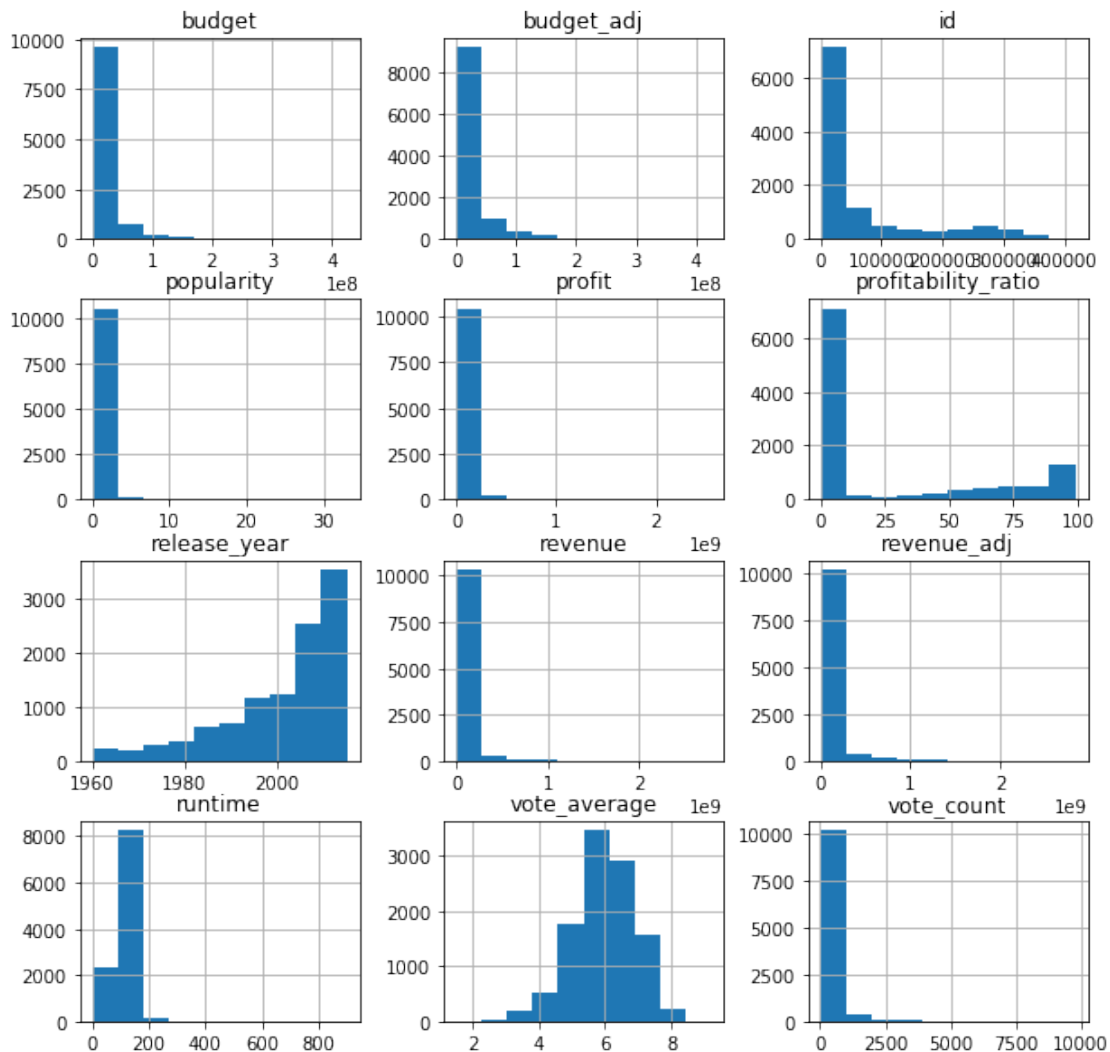 budget budget_adj id
10000 7500 5000 2500 0
8000 6000 4000 2000 0
6000 4000 2000 0
0 1 2 3 4
0 1 2 3 4
0 100000 200000 300000 400000
1e8 1e8
popularity profit profitability_ratio
10000 7500 5000 2500 0
10000 7500 5000 2500 0
6000 4000 2000 0
0 10 20 30
0 1 2
0 25 50 75 100
1e9
release_year revenue revenue_adj
3000 2000 1000 0
10000 7500 5000 2500 0
10000 7500 5000 2500 0
1960 1980 2000
0 1 2
0 1 2
1e9 1e9
runtime vote_average vote_count
8000 6000 4000 2000 0
3000 2000 1000 0
10000 7500 5000 2500 0
0 200 400 600 800
2 4 6 8
0 2500 5000 7500 10000